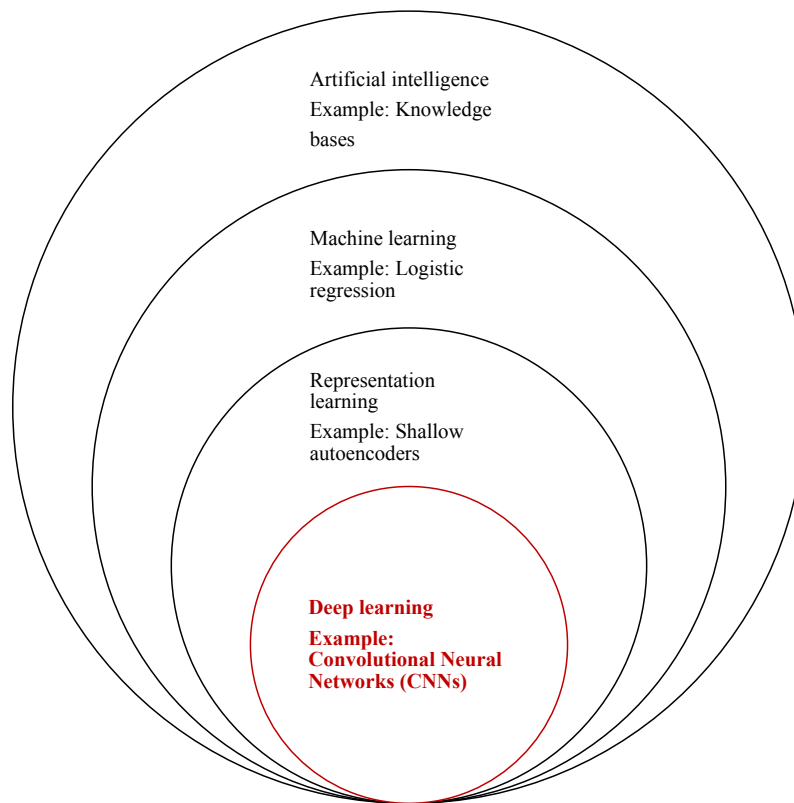 Artificial intelligence
Example: Knowledge
bases
Machine learning
Example: Logistic
regression
Representation
learning
Example: Shallow
autoencoders
Deep learning
Example:
Convolutional Neural
Networks (CNNs)